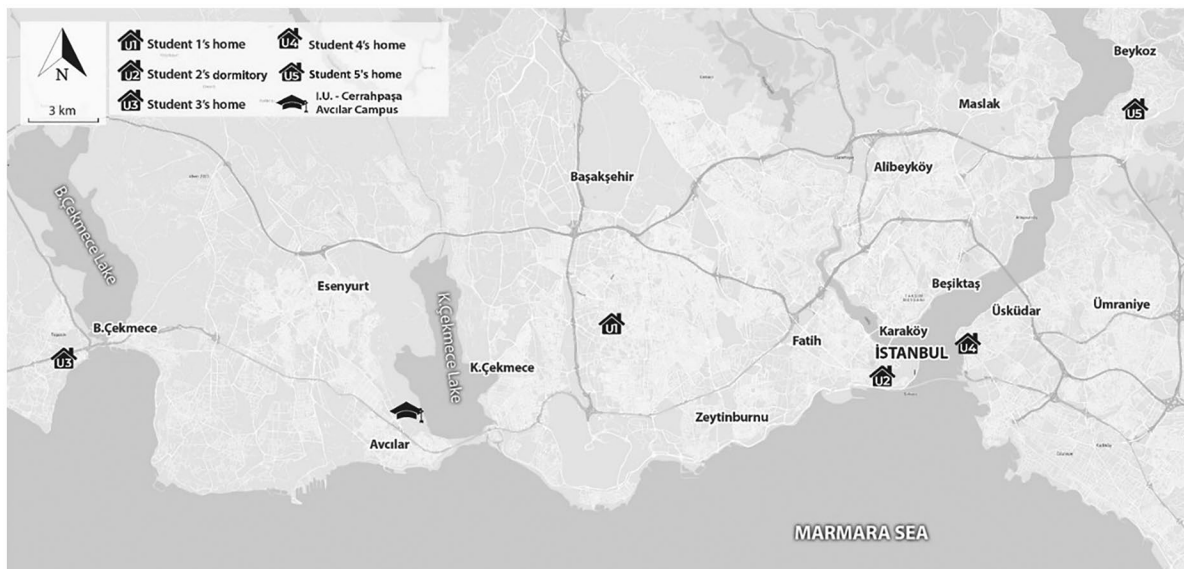 U1 Student 1's home
U4 Student 4's home
U2 Student 2's dormitory
U5 Student 5's home
U3 Student 3's home
I.U. - Cerrahpaşa
Avcılar Campus
N
3 km
Beykoz
Maslak
U5
Alibeyköy
Başakşehir
B.Çekmece Lake
Esenyurt
K.Çekmece Lake
Beşiktaş
Üsküdar
Ümraniye
B.Çekmece
U1
Karaköy
Fatih
İSTANBUL
U4
U3
K.Çekmece
U2
Zeytinburnu
Avcılar
MARMARA SEA